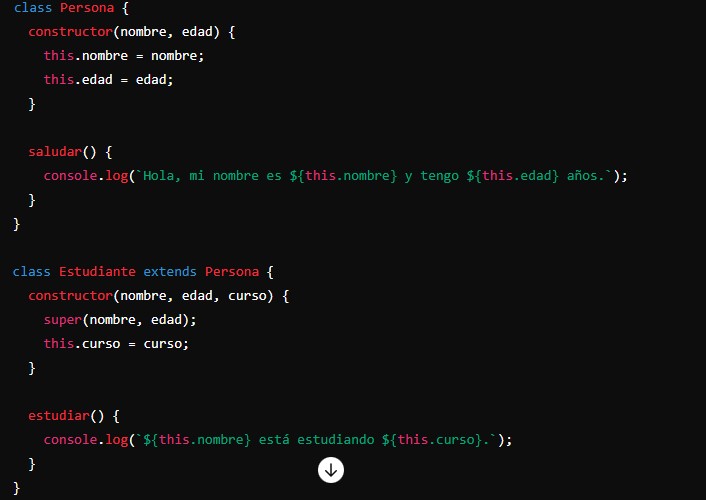 class Persona {
constructor(nombre, edad) {
this.nombre = nombre;
this.edad = edad;
}
saludar() {
console.log(`Hola, mi nombre es ${this.nombre} y tengo ${this.edad} años.`);
}
}
class Estudiante extends Persona {
constructor(nombre, edad, curso) {
super(nombre, edad);
this.curso = curso;
}
estudiar() {
console.log(`${this.nombre} está estudiando ${this.curso}.`);
}
}